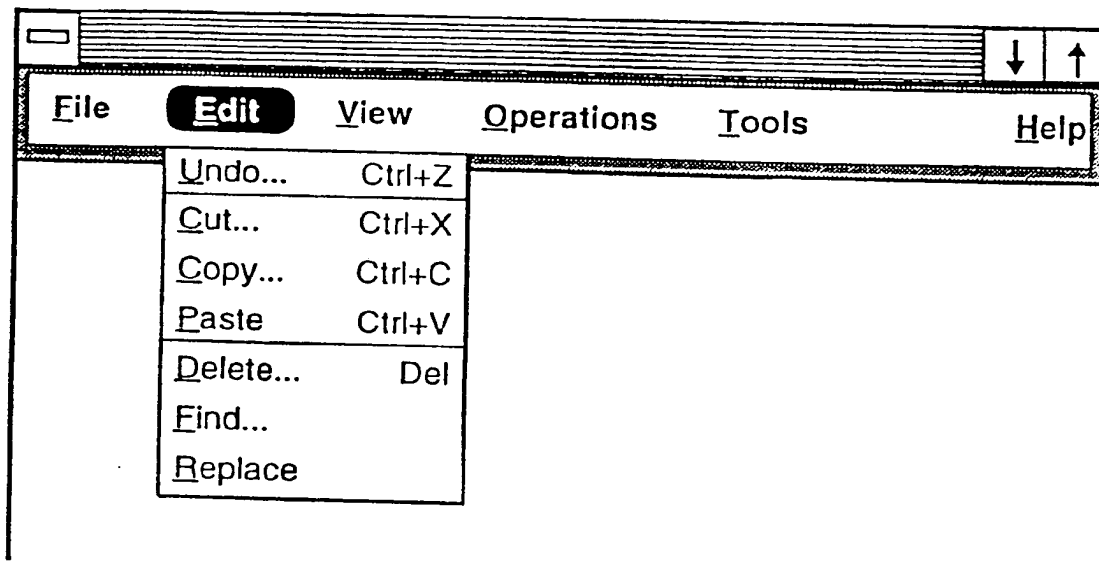 File Edit View Operations Tools Help
Undo... Ctrl+Z
Cut... Ctrl+X
Copy... Ctrl+C
Paste Ctrl+V
Delete... Del
Find...
Replace